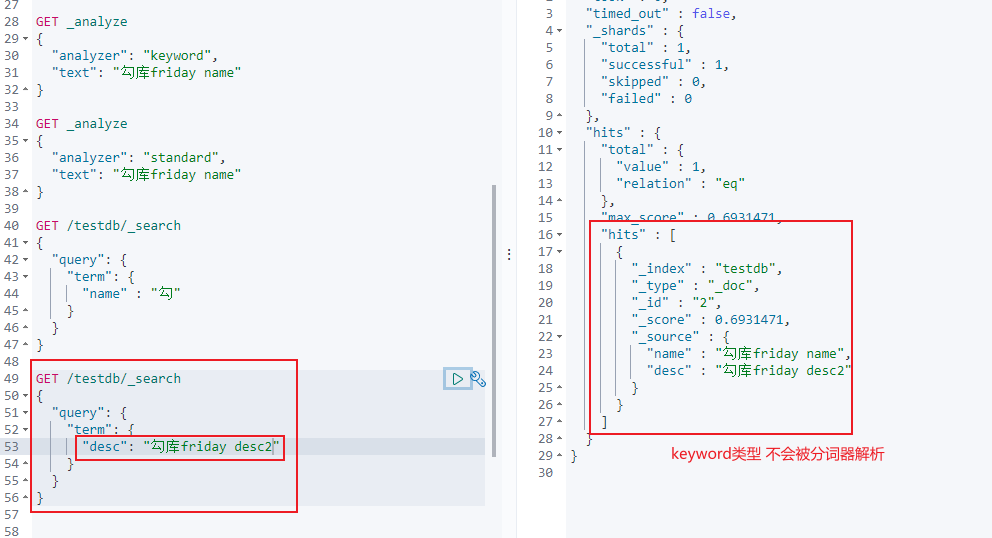 27
28 GET _analyze
29 {
30 "analyzer": "keyword",
31 "text": "勾库friday name"
32 }
33
34 GET _analyze
35 {
36 "analyzer": "standard",
37 "text": "勾库friday name"
38 }
39
40 GET /testdb/_search
41 {
42 "query": {
43 "term": {
44 "name" : "勾"
45 }
46 }
47 }
48
49 GET /testdb/_search
50 {
51 "query": {
52 "term": {
53 "desc": "勾库friday desc2"
54 }
55 }
56 }
57
58
3 "timed_out" : false,
4 "_shards" : {
5 "total" : 1,
6 "successful" : 1,
7 "skipped" : 0,
8 "failed" : 0
9 },
10 "hits" : {
11 "total" : {
12 "value" : 1,
13 "relation" : "eq"
14 },
15 "max_score" : 0.6931471,
16 "hits" : [
17 {
18 "_index" : "testdb",
19 "_type" : "_doc",
20 "_id" : "2",
21 "_score" : 0.6931471,
22 "_source" : {
23 "name" : "勾库friday name",
24 "desc" : "勾库friday desc2"
25 }
26 }
27 ]
28 }
29 }
30
keyword类型 不会被分词器解析